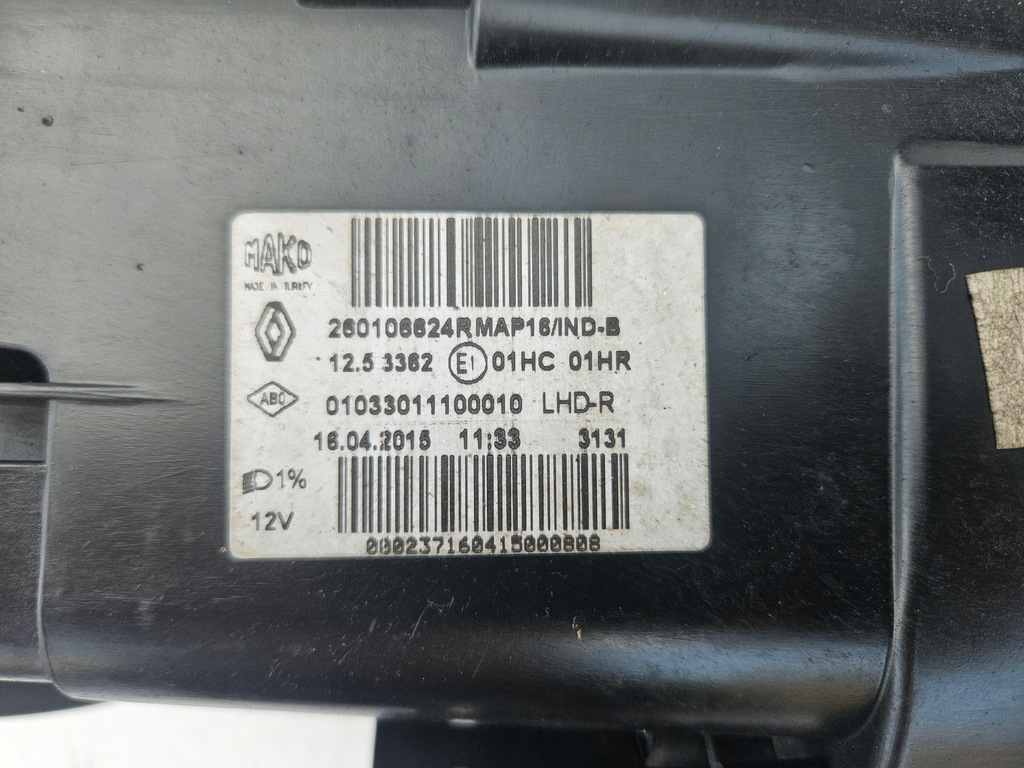 MAKO
MADE IN TURKEY
260106624R MAP16/IND-B
12.5 3362 E1 01HC 01HR
ABC
01033011100010 LHD-R
16.04.2015 11:33 3131
1%
12V
000237160415000808